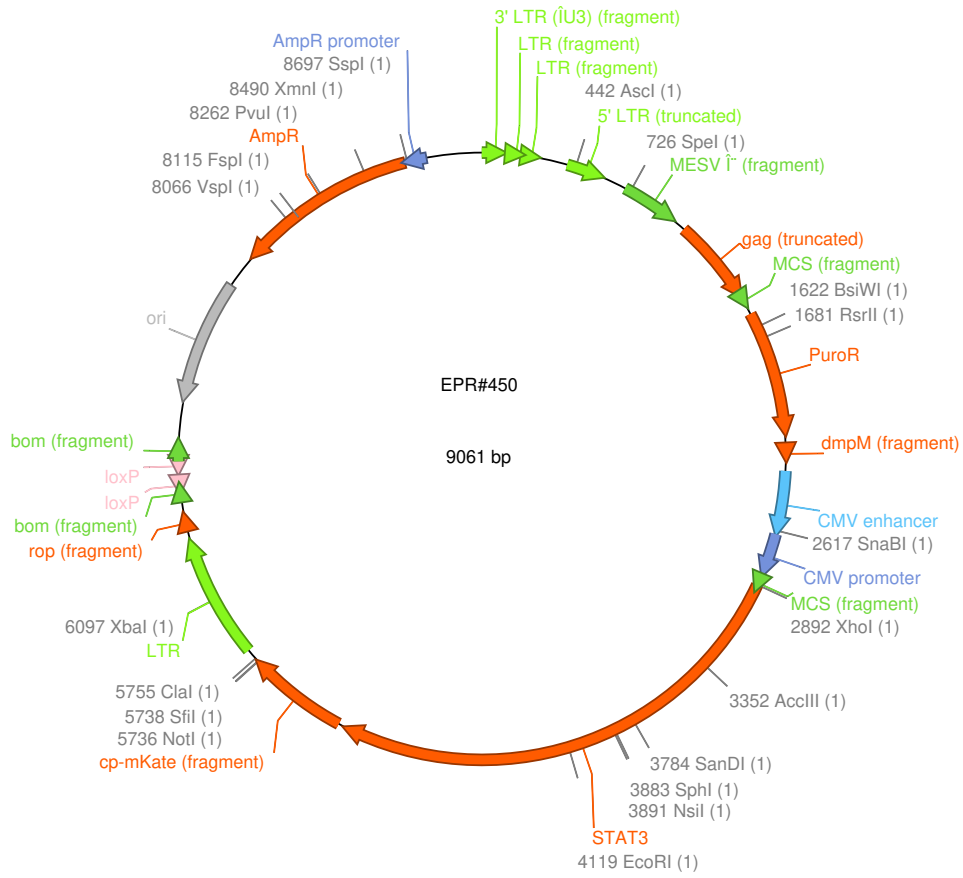 3' LTR (ÎU3) (fragment)
LTR (fragment)
LTR (fragment)
442 AscI (1)
5' LTR (truncated)
726 SpeI (1)
MESV Î¨ (fragment)
gag (truncated)
MCS (fragment)
1622 BsiWI (1)
1681 RsrII (1)
PuroR
dmpM (fragment)
CMV enhancer
2617 SnaBI (1)
CMV promoter
MCS (fragment)
2892 XhoI (1)
3352 AccIII (1)
3784 SanDI (1)
3883 SphI (1)
3891 NsiI (1)
STAT3
4119 EcoRI (1)
cp-mKate (fragment)
5736 NotI (1)
5738 SfiI (1)
5755 ClaI (1)
LTR
6097 XbaI (1)
rop (fragment)
bom (fragment)
loxP
loxP
bom (fragment)
ori
8066 VspI (1)
8115 FspI (1)
AmpR
8262 PvuI (1)
8490 XmnI (1)
8697 SspI (1)
AmpR promoter
EPR#450
9061 bp